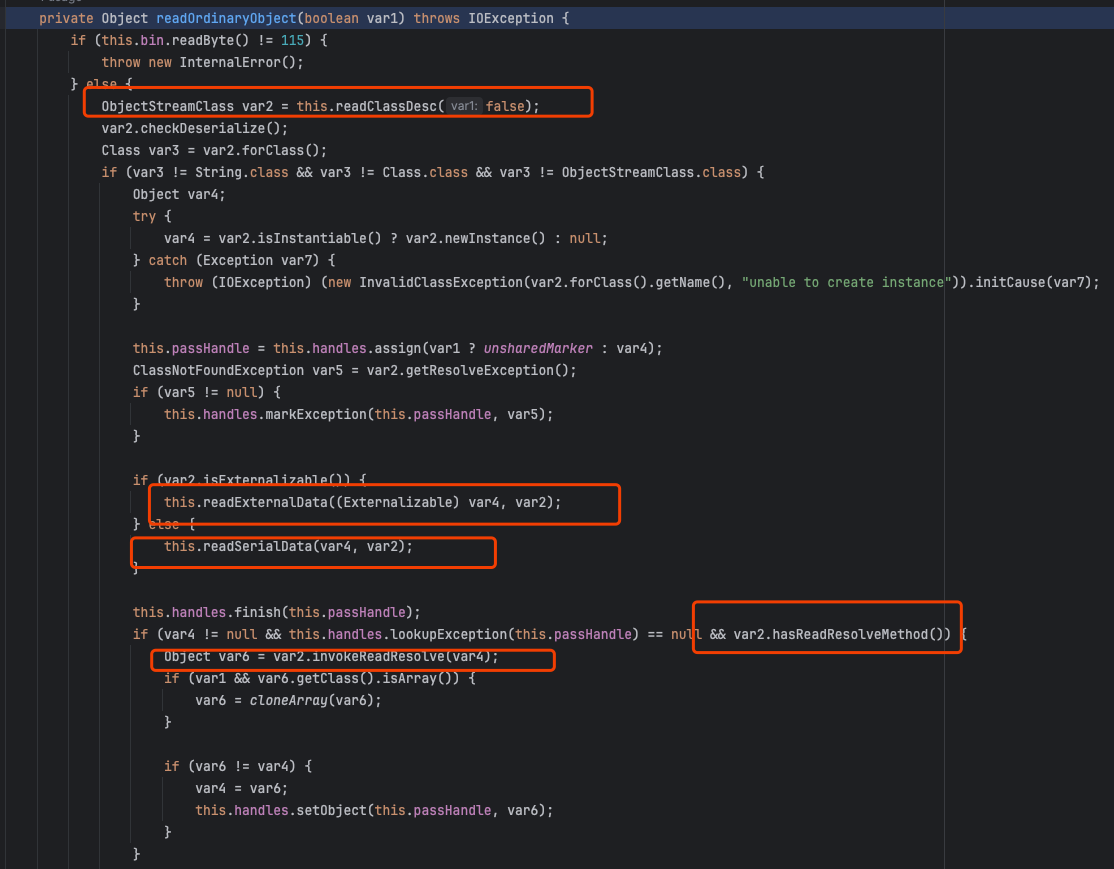 private Object readOrdinaryObject(boolean var1) throws IOException {
if (this.bin.readByte() != 115) {
throw new InternalError();
} else {
ObjectStreamClass var2 = this.readClassDesc( var1: false);
var2.checkDeserialize();
Class var3 = var2.forClass();
if (var3 != String.class && var3 != Class.class && var3 != ObjectStreamClass.class) {
Object var4;
try {
var4 = var2.isInstantiable() ? var2.newInstance() : null;
} catch (Exception var7) {
throw (IOException) (new InvalidClassException(var2.forClass().getName(), "unable to create instance")).initCause(var7);
}
this.passHandle = this.handles.assign(var1 ? unsharedMarker : var4);
ClassNotFoundException var5 = var2.getResolveException();
if (var5 != null) {
this.handles.markException(this.passHandle, var5);
}
if (var2.isExternalizable()) {
this.readExternalData((Externalizable) var4, var2);
} else {
this.readSerialData(var4, var2);
}
this.handles.finish(this.passHandle);
if (var4 != null && this.handles.lookupException(this.passHandle) == null && var2.hasReadResolveMethod()) {
Object var6 = var2.invokeReadResolve(var4);
if (var1 && var6.getClass().isArray()) {
var6 = cloneArray(var6);
}
if (var6 != var4) {
var4 = var6;
this.handles.setObject(this.passHandle, var6);
}
}